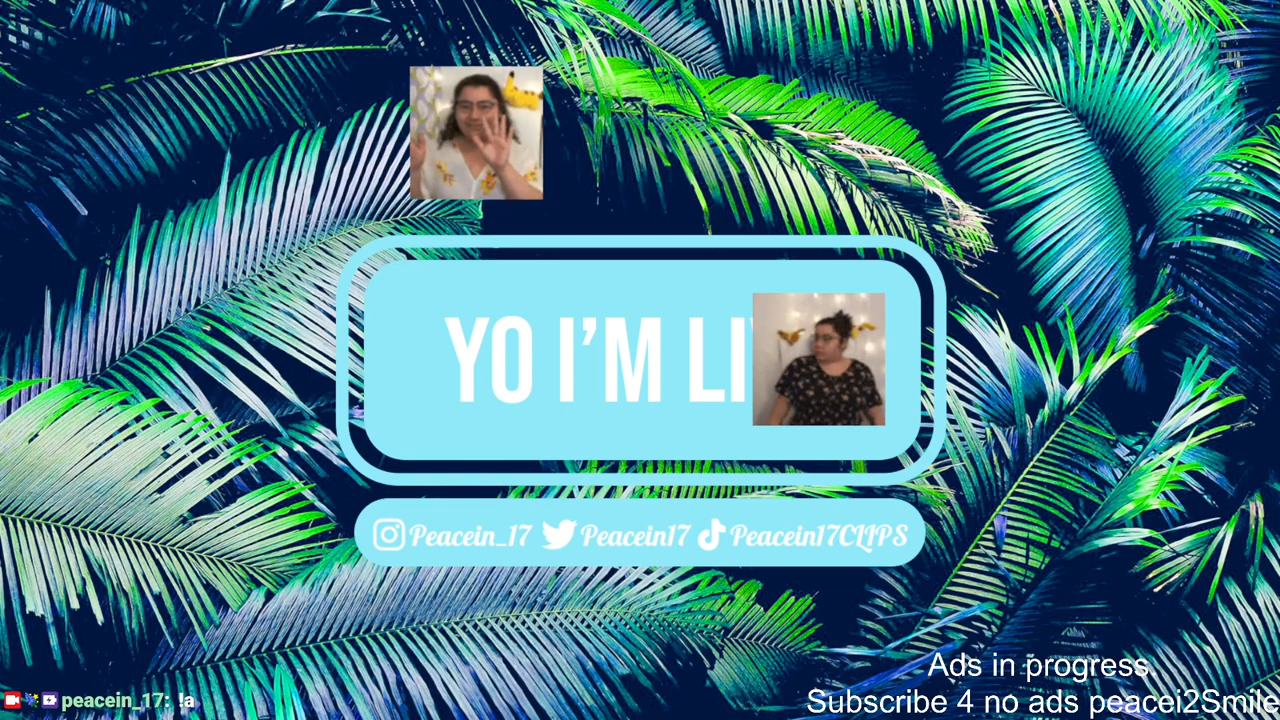 YO I'M LI
Peacein_17 Peacein17 Peacein17CLIPS
Ads in progress
Subscribe 4 no ads peacei2Smile
peacein_17: !a